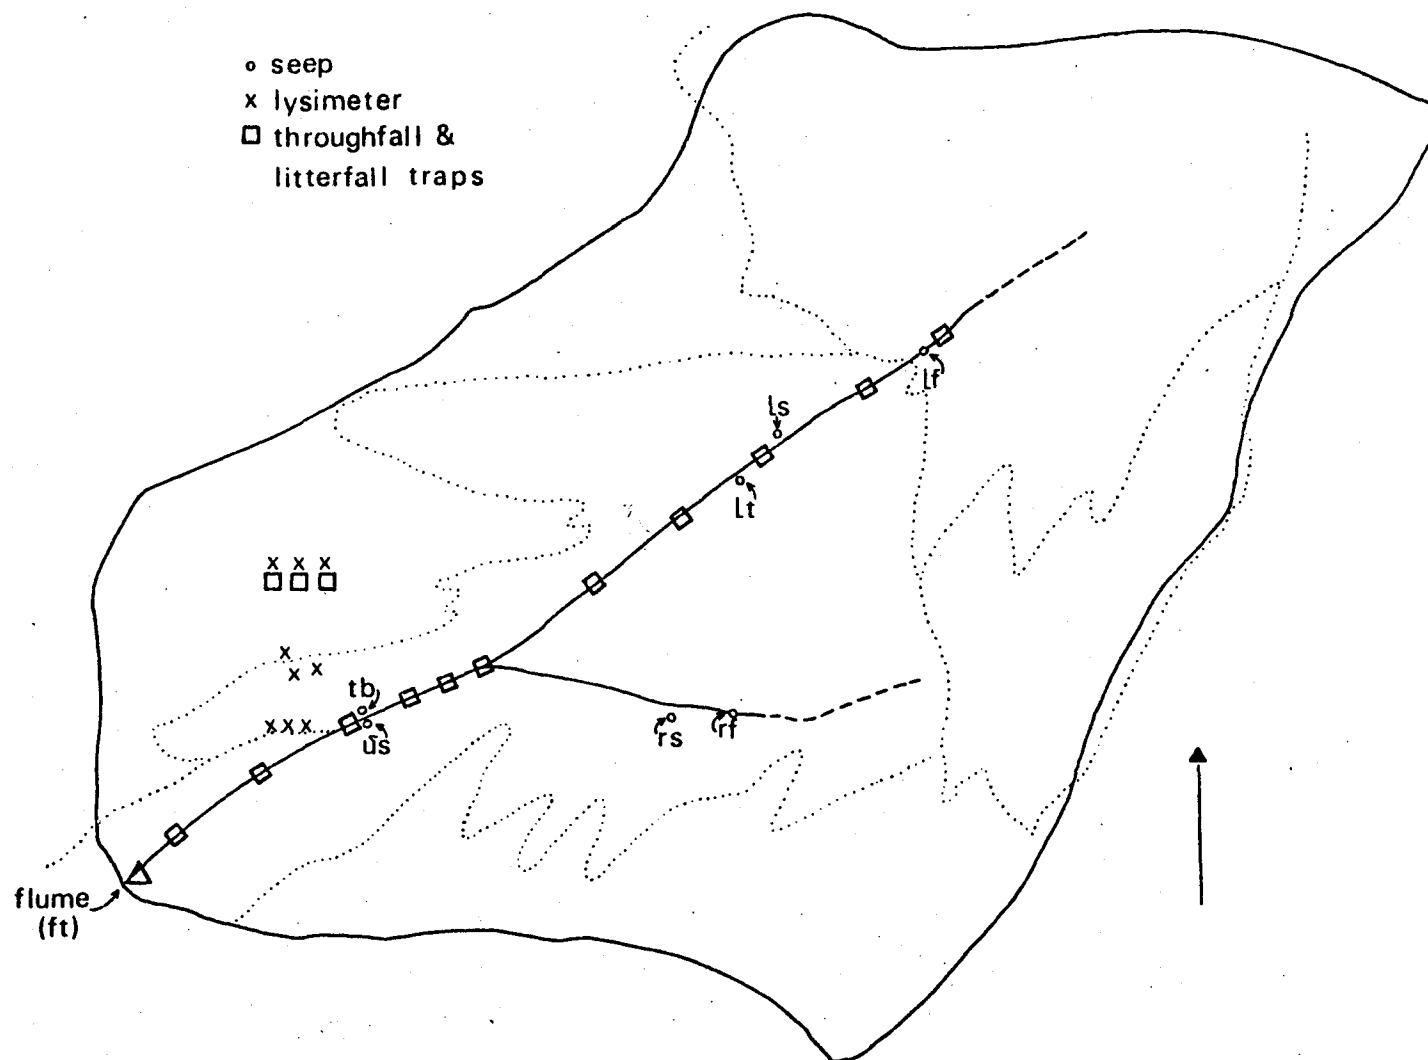 o seep
x lysimeter
□ throughfall &
litterfall traps
lf
ls
lt
tb
us
rs
rf
flume
(ft)